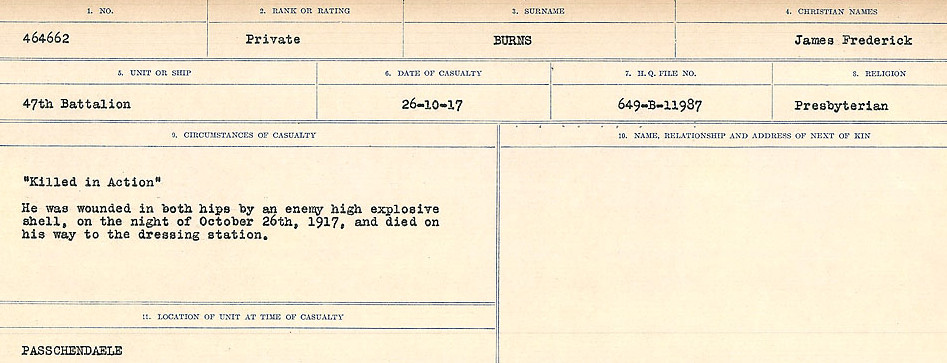 1. NO. 2. RANK OR RATING 3. SURNAME 4. CHRISTIAN NAMES
464662 Private BURNS James Frederick
5. UNIT OR SHIP 6. DATE OF CASUALTY 7. H.Q. FILE NO. 8. RELIGION
47th Battalion 26-10-17 649-B-11987 Presbyterian
9. CIRCUMSTANCES OF CASUALTY
"Killed in Action"
He was wounded in both hips by an enemy high explosive
shell, on the night of October 26th, 1917, and died on
his way to the dressing station.
10. NAME, RELATIONSHIP AND ADDRESS OF NEXT OF KIN
11. LOCATION OF UNIT AT TIME OF CASUALTY
PASSCHENDAELE